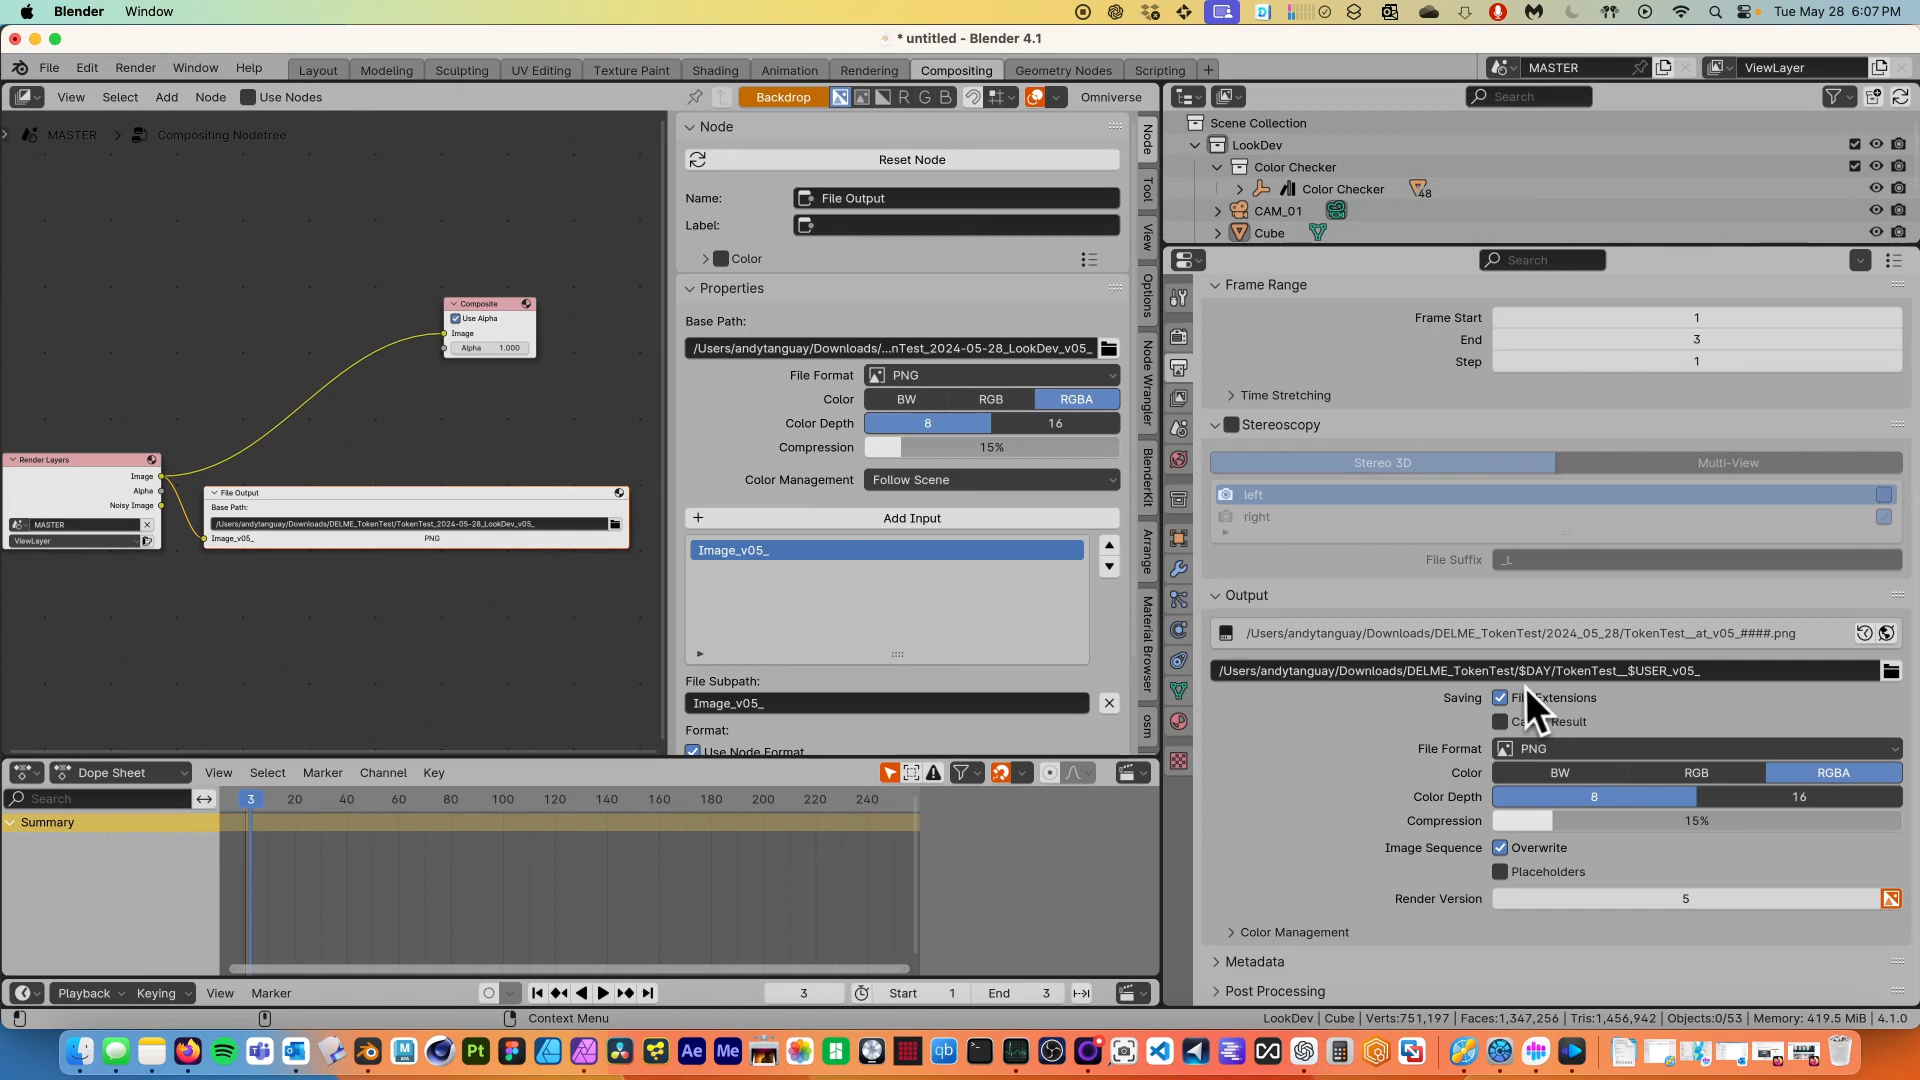 Blender Window Tue May 28 6:07 PM
* untitled - Blender 4.1
File Edit Render Window Help Layout Modeling Sculpting UV Editing Texture Paint Shading Animation Rendering Compositing Geometry Nodes Scripting + MASTER ViewLayer
View Select Add Node Use Nodes Backdrop R G B Omniverse Search
MASTER > Compositing Nodetree
Node
Reset Node
Name: File Output
Label:
Color
Properties
Base Path:
/Users/andytanguay/Downloads/...nTest_2024-05-28_LookDev_v05_
File Format PNG
Color BW RGB RGBA
Color Depth 8 16
Compression 15%
Color Management Follow Scene
Add Input
Image_v05_
File Subpath:
Image_v05_
Format:
Use Node Format
Node
Tool
View
Options
Node Wrangler
BlenderKit
Arrange
Material Browser
osm
Composite
Use Alpha
Image
Alpha 1.000
Render Layers
Image
Alpha
Noisy Image
MASTER
ViewLayer
File Output
Base Path:
/Users/andytanguay/Downloads/DELME_TokenTest/TokenTest_2024-05-28_LookDev_v05_
Image_v05_ PNG
Scene Collection
LookDev
Color Checker
Color Checker 48
CAM_01
Cube
Search
Frame Range
Frame Start 1
End 3
Step 1
Time Stretching
Stereoscopy
Stereo 3D Multi-View
left
right
File Suffix _L
Output
/Users/andytanguay/Downloads/DELME_TokenTest/2024_05_28/TokenTest__at_v05_####.png
/Users/andytanguay/Downloads/DELME_TokenTest/$DAY/TokenTest__$USER_v05_
Saving
File Format PNG
Color BW RGB RGBA
Color Depth 8 16
Compression 15%
Image Sequence Overwrite
Placeholders
Render Version 5
Color Management
Metadata
Post Processing
Dope Sheet View Select Marker Channel Key
Search 3 20 40 60 80 100 120 140 160 180 200 220 240
Summary
Playback Keying View Marker 3 Start 1 End 3
Context Menu LookDev | Cube | Verts:751,197 | Faces:1,347,256 | Tris:1,456,942 | Objects:0/53 | Memory: 419.5 MiB | 4.1.0
Pt Ae Me qb